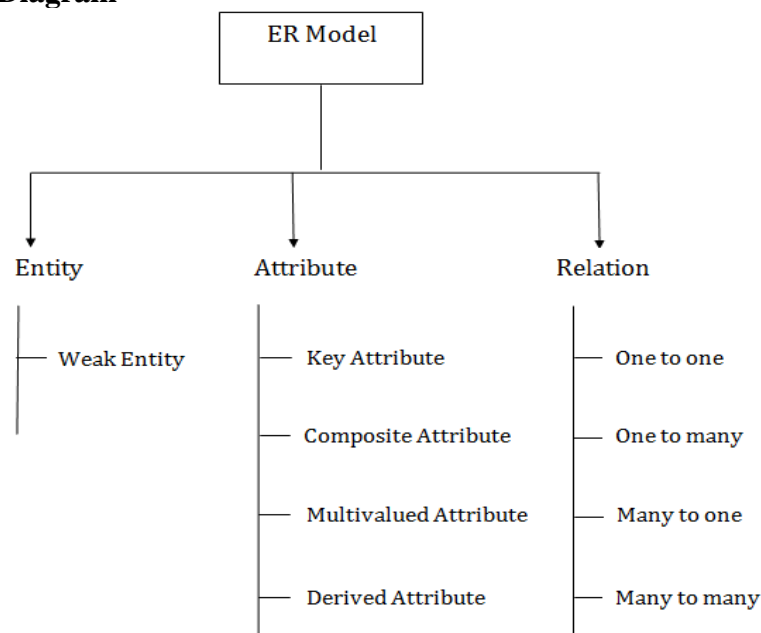 Diagram
ER Model
Entity
Attribute
Relation
Weak Entity
Key Attribute
One to one
Composite Attribute
One to many
Multivalued Attribute
Many to one
Derived Attribute
Many to many